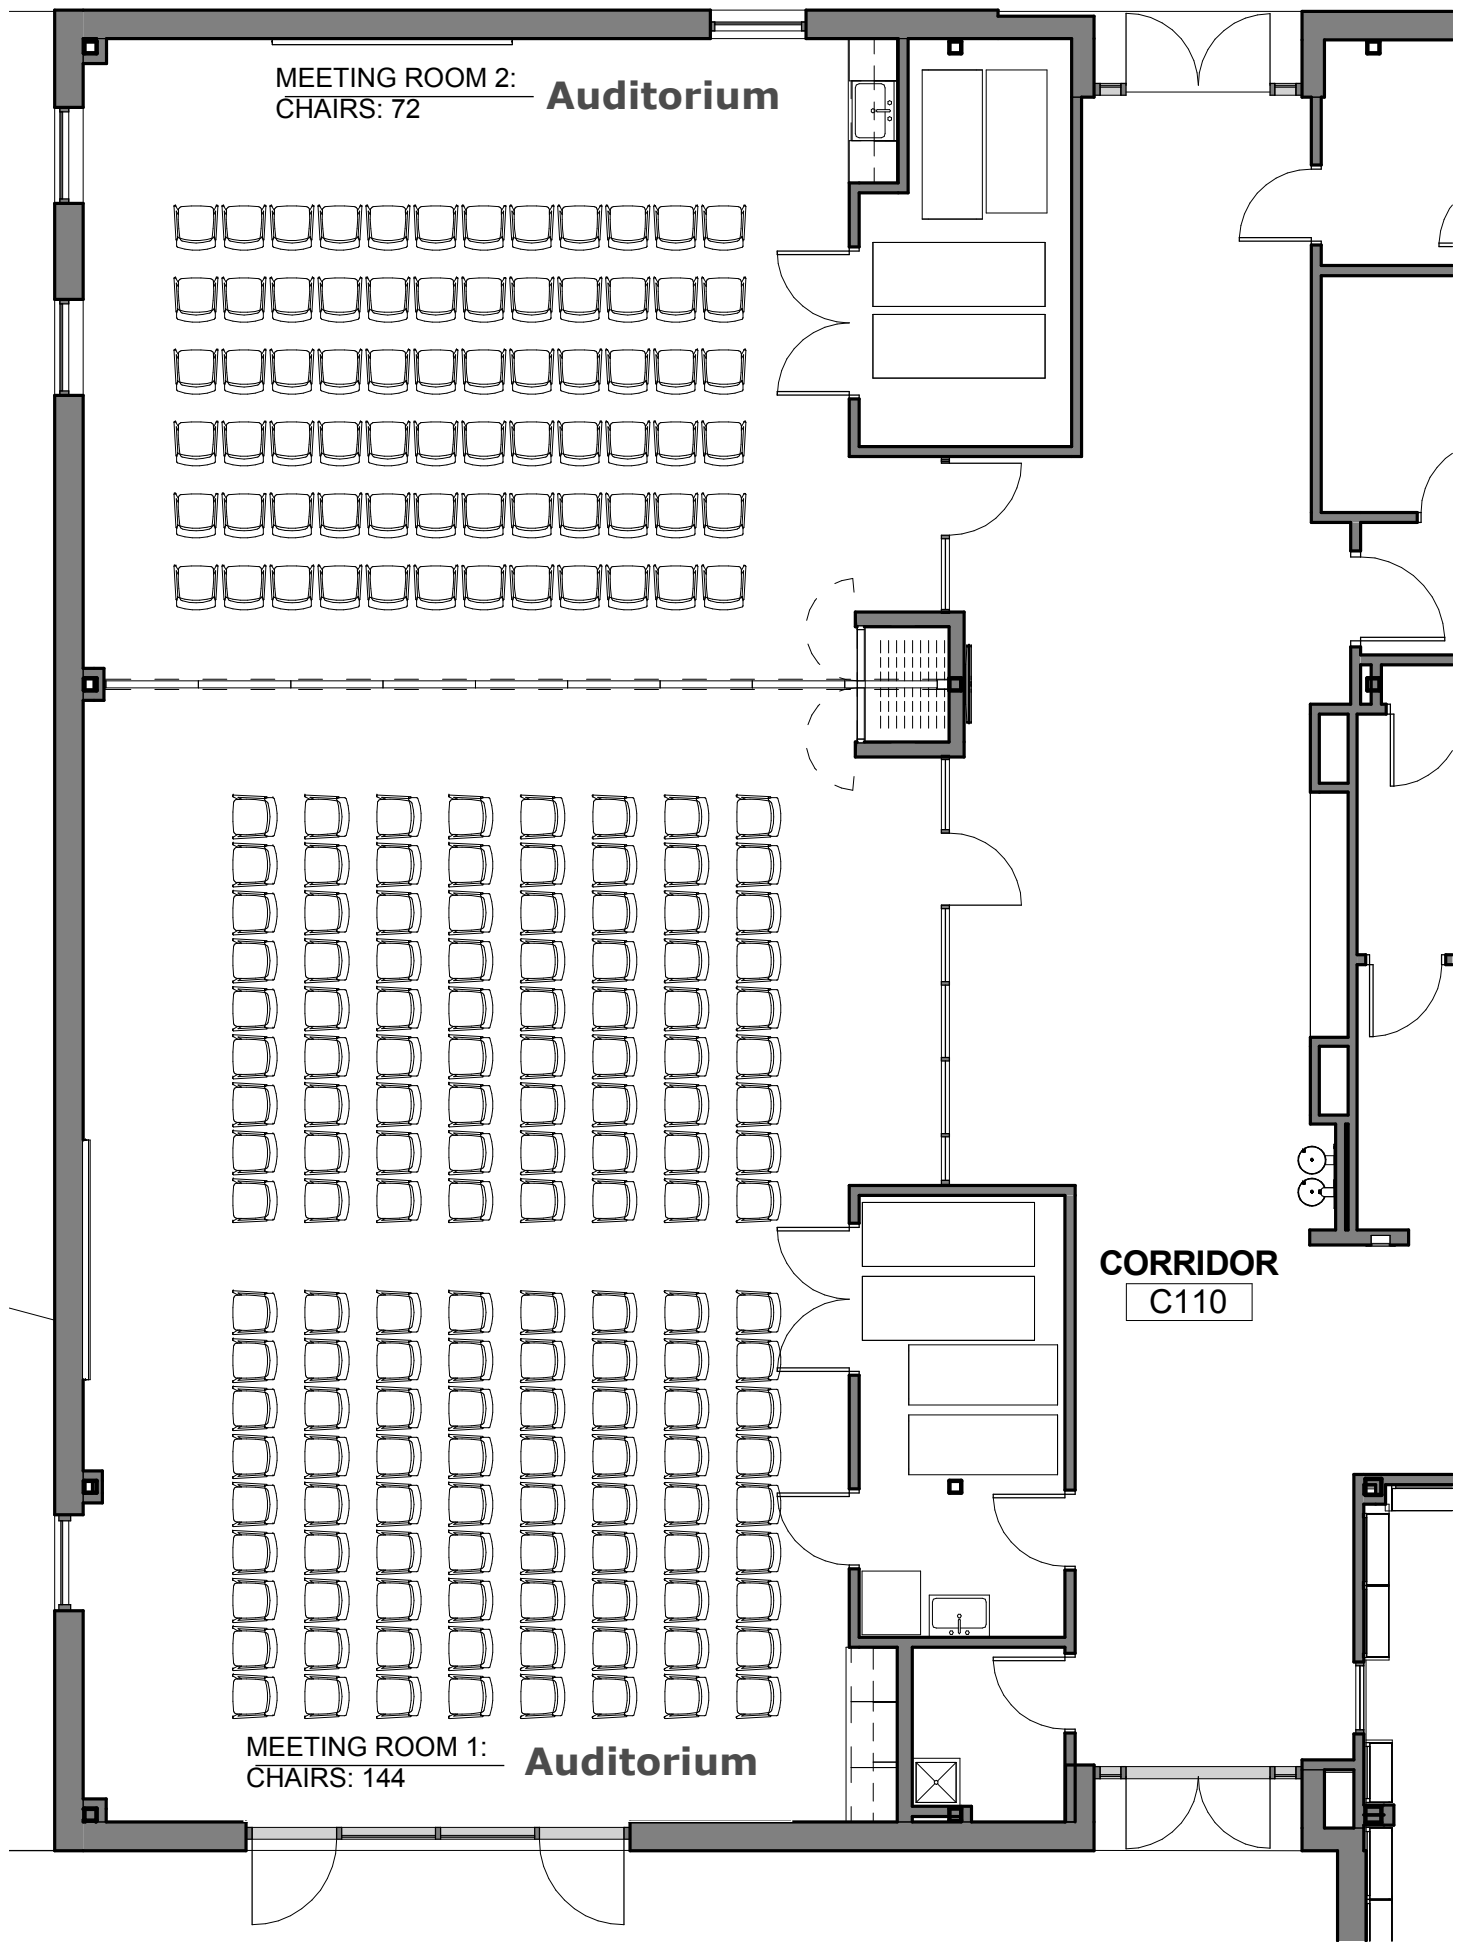 MEETING ROOM 2:
CHAIRS: 72
Auditorium
CORRIDOR
C110
MEETING ROOM 1:
CHAIRS: 144
Auditorium